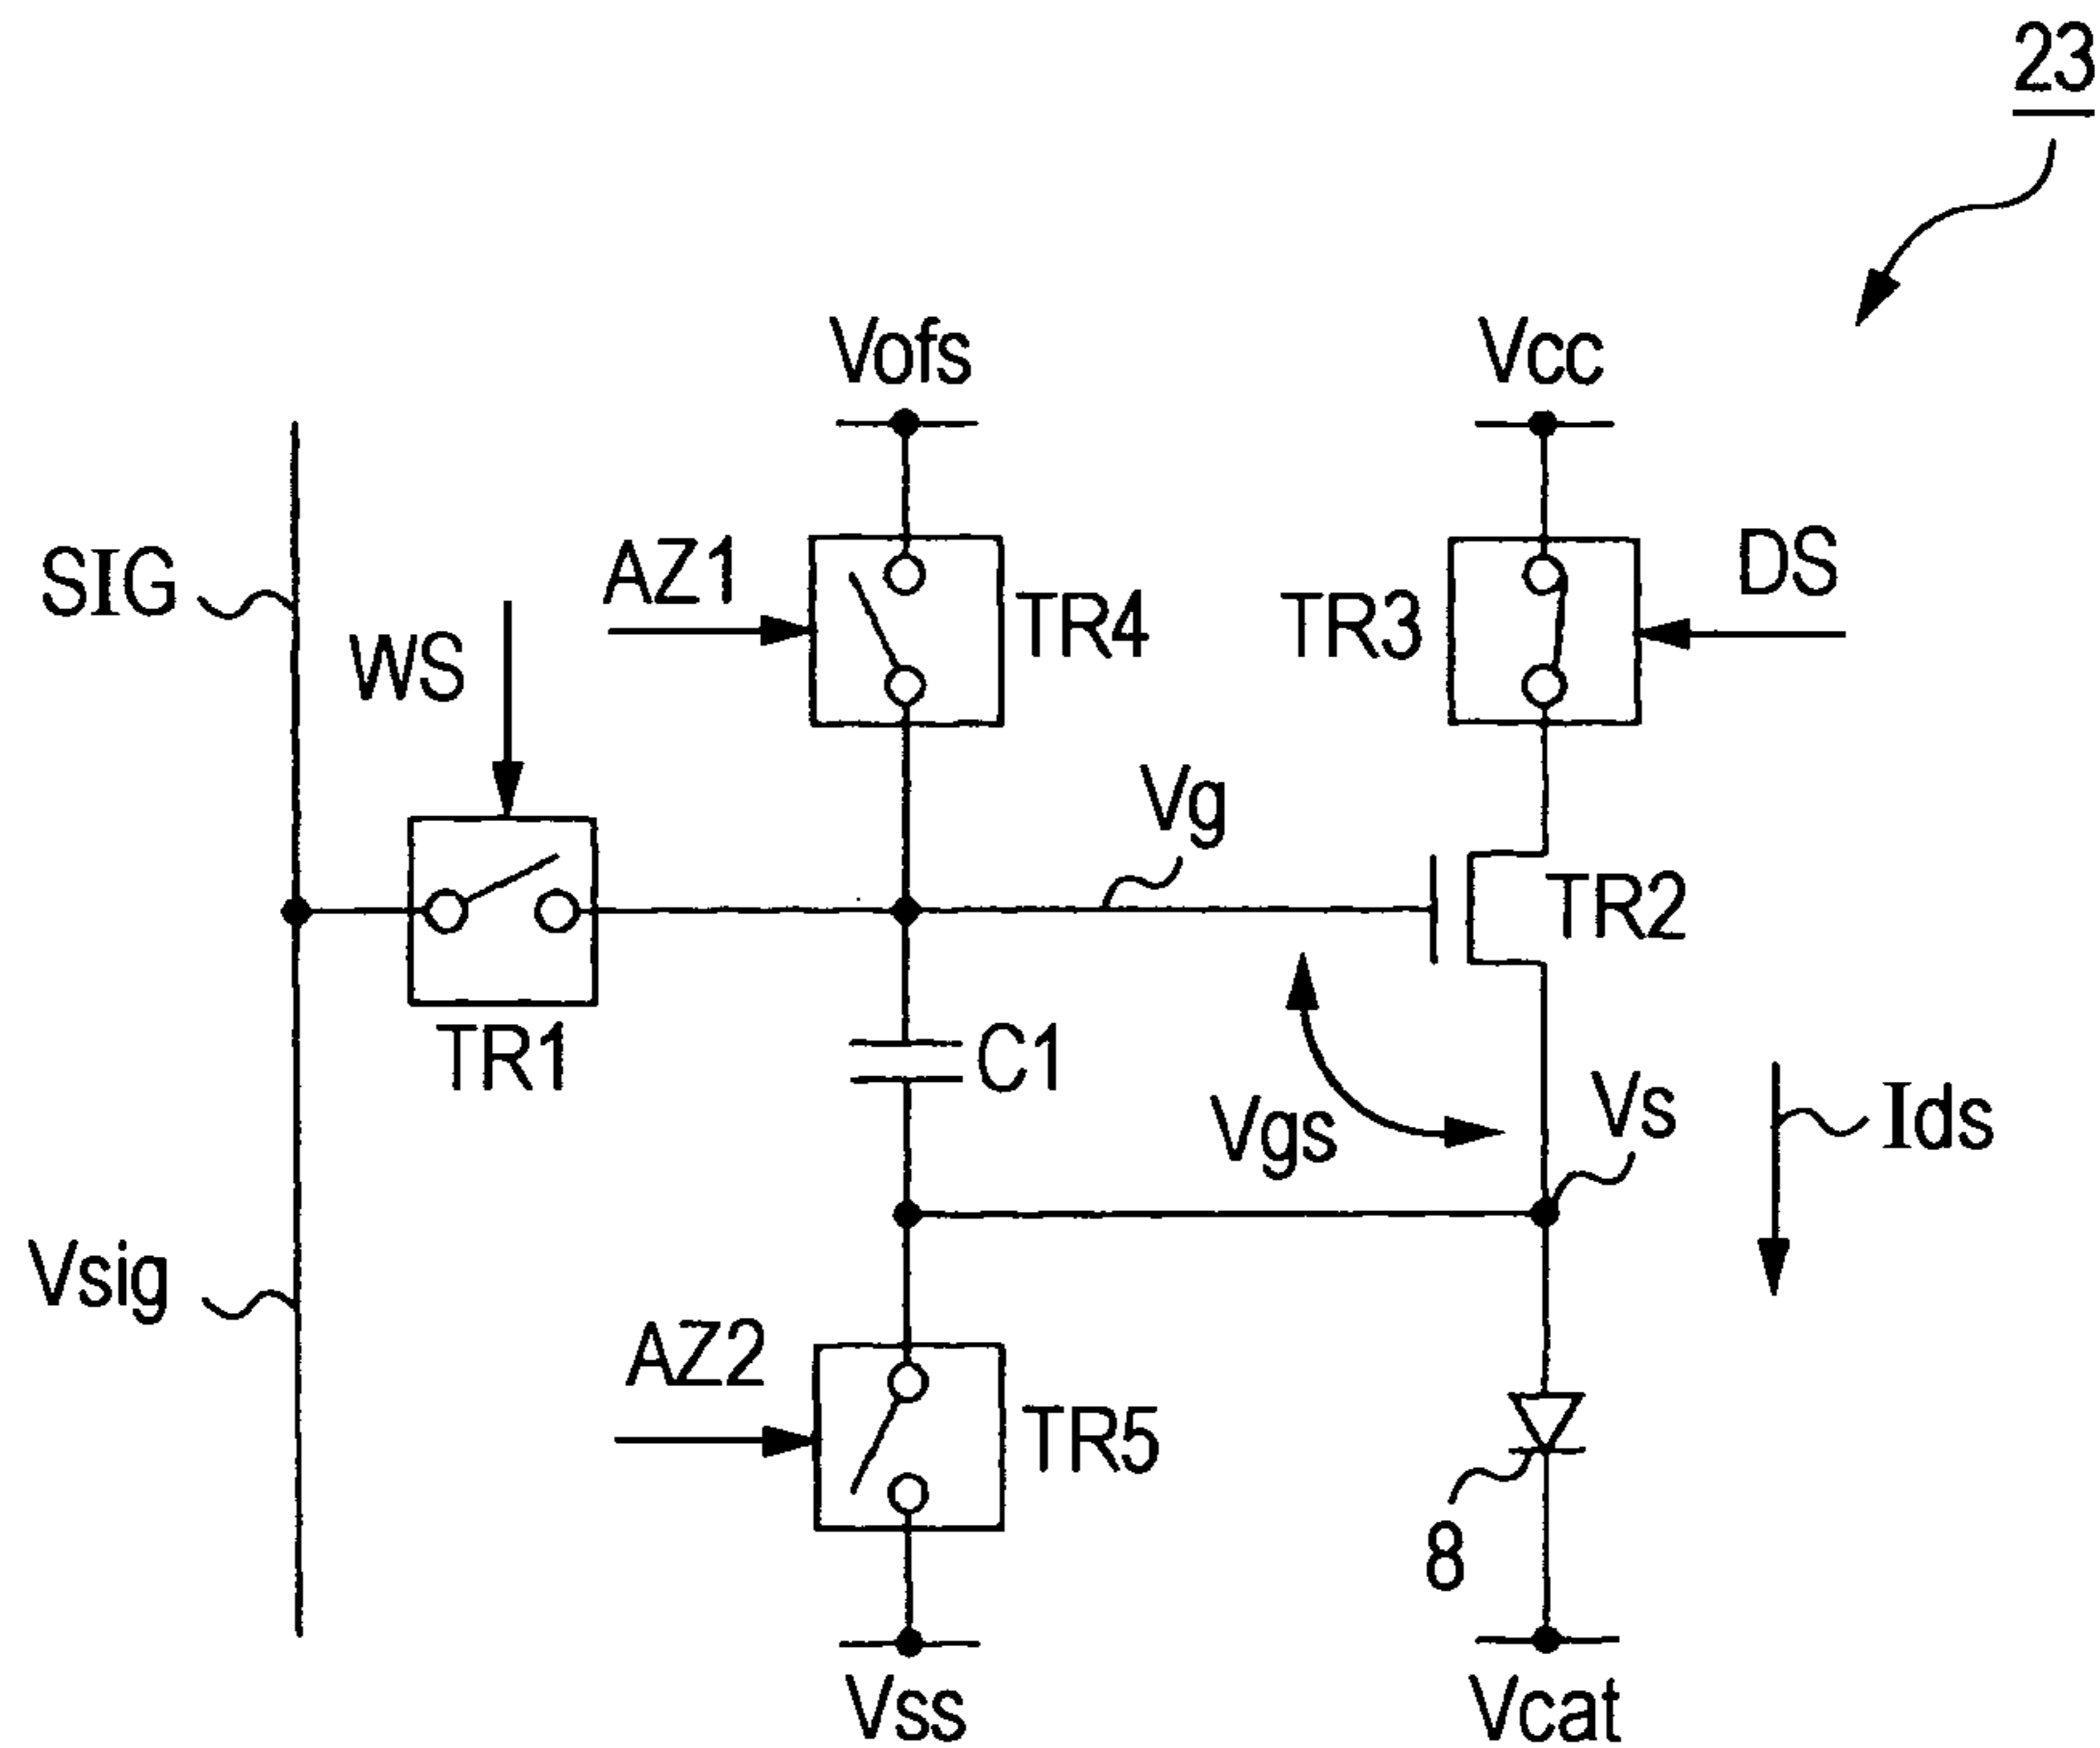 23
Vofs
Vcc
SIG
AZ1
TR4
TR3
DS
WS
Vg
TR2
TR1
C1
Vgs
Vs
Ids
Vsig
AZ2
TR5
8
Vss
Vcat